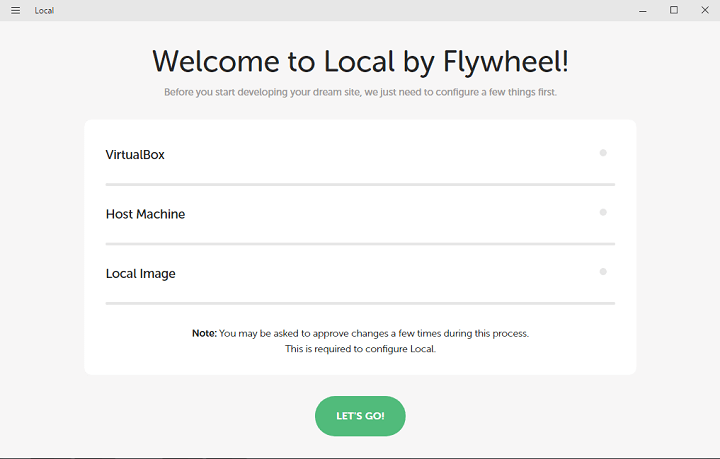 Local
Welcome to Local by Flywheel!
Before you start developing your dream site, we just need to configure a few things first.
VirtualBox
Host Machine
Local Image
Note: You may be asked to approve changes a few times during this process.
This is required to configure Local.
LET'S GO!